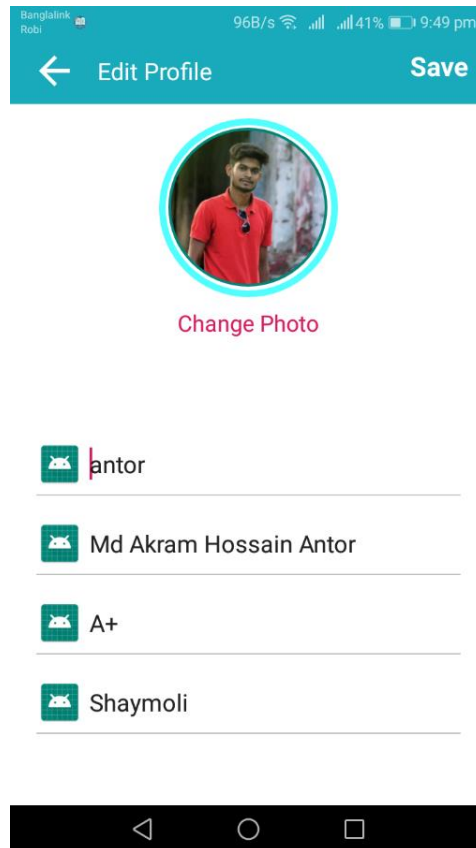 Banglalink
Robi
96B/s 41% 9:49 pm
Edit Profile
Save
Change Photo
antor
Md Akram Hossain Antor
A+
Shaymoli